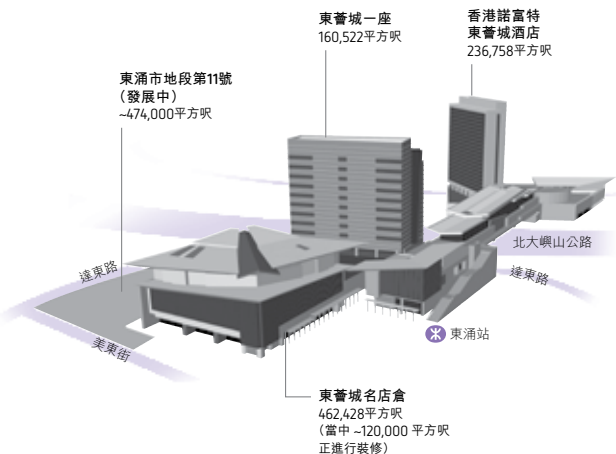 香港諾富特
東薈城酒店
236,758平方呎
東薈城一座
160,522平方呎
東涌市地段第11號
（發展中）
~474,000平方呎
北大嶼山公路
達東路
達東路
美東街
東涌站
東薈城名店倉
462,428平方呎
（當中 ~120,000 平方呎
正進行裝修）